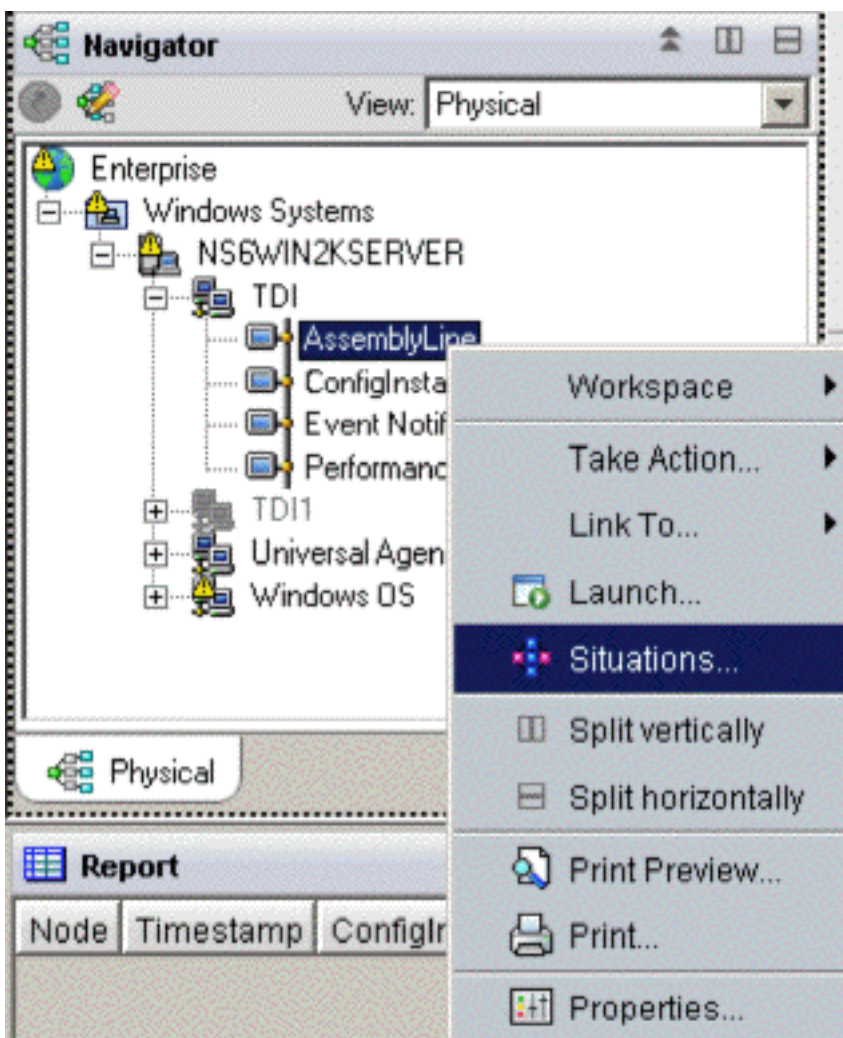 Navigator
View: Physical
Enterprise
Windows Systems
NS6WIN2KSERVER
TDI
AssemblyLine
ConfigInsta
Event Notif
Performanc
TDI1
Universal Agen
Windows OS
Workspace
Take Action...
Link To...
Launch...
Situations...
Split vertically
Split horizontally
Print Preview...
Print...
Properties...
Physical
Report
Node Timestamp ConfigIn